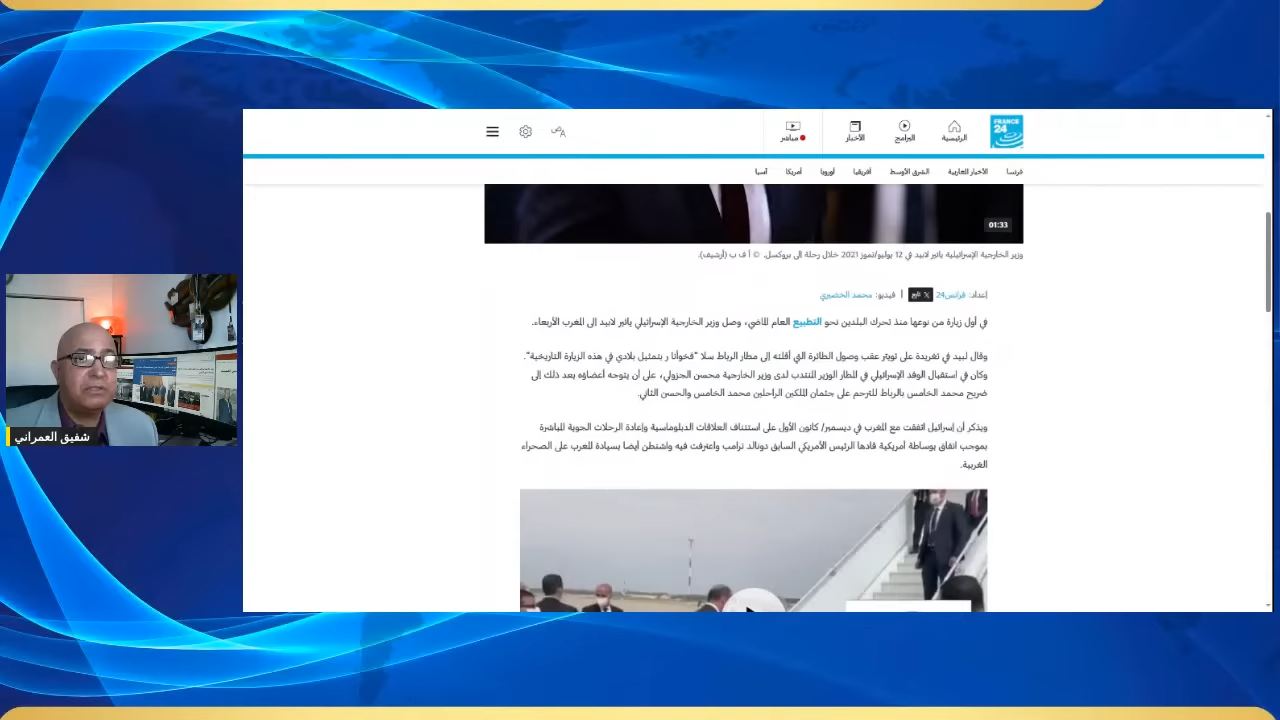 FRANCE 24
الرئيسية
البرامج
الأخبار
مباشر
فرنسا
الأخبار المغاربية
الشرق الأوسط
أفريقيا
أوروبا
أمريكا
آسيا
01:33
وزير الخارجية الإسرائيلية يائير لابيد في 12 يوليو/تموز 2021 خلال رحلة الى بروكسل. © أ ف ب (أرشيف).
إعداد: فرانس24 تابع | فيديو: محمد الخضيري
في أول زيارة من نوعها منذ تحرك البلدين نحو التطبيع العام الماضي، وصل وزير الخارجية الإسرائيلي يائير لابيد إلى المغرب الأربعاء.
وقال لبيد في تغريدة على تويتر عقب وصول الطائرة التي أقلته إلى مطار الرباط سلا "فخوأنا ر بتمثيل بلادي في هذه الزيارة التاريخية".
وكان في استقبال الوفد الإسرائيلي في المطار الوزير المنتدب لدى وزير الخارجية محسن الجزولي، على أن يتوجه أعضاؤه بعد ذلك إلى
ضريح محمد الخامس بالرباط للترحم على جثمان الملكين الراحلين محمد الخامس والحسن الثاني.
ويذكر أن إسرائيل اتفقت مع المغرب في ديسمبر/ كانون الأول على استئناف العلاقات الدبلوماسية وإعادة الرحلات الجوية المباشرة
بموجب اتفاق بوساطة أمريكية قادها الرئيس الأمريكي السابق دونالد ترامب واعترفت فيه واشنطن أيضا بسيادة المغرب على الصحراء
الغربية.
شفيق العمراني